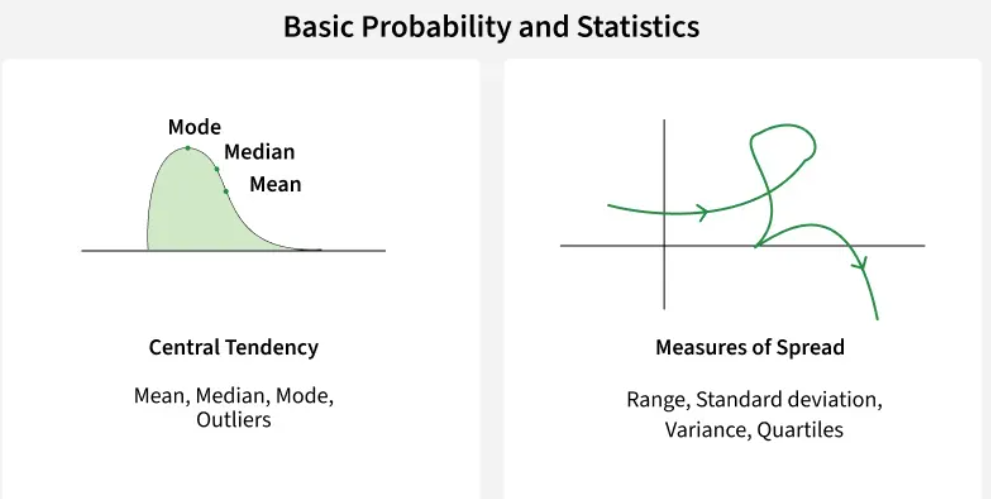 Basic Probability and Statistics
Mode
Median
Mean
Central Tendency
Mean, Median, Mode,
Outliers
Measures of Spread
Range, Standard deviation,
Variance, Quartiles